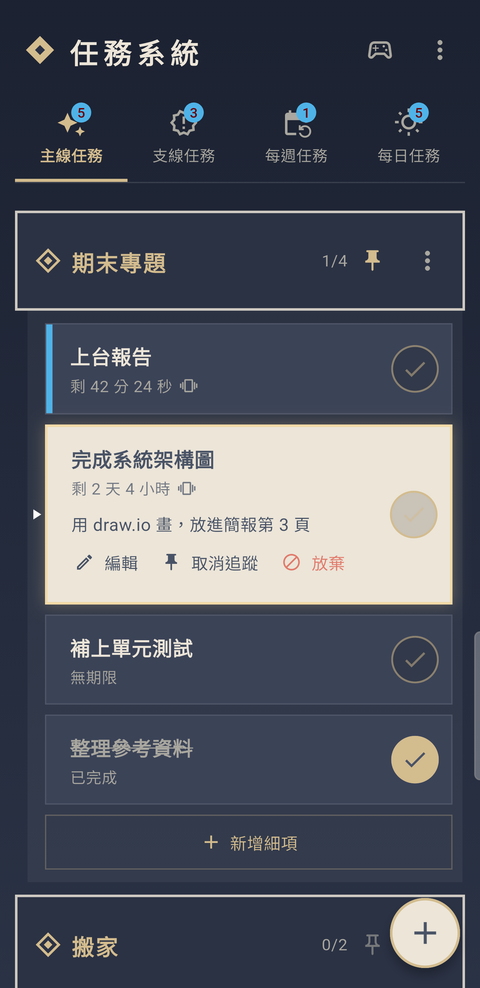 任務系統
5
3
1
5
主線任務
支線任務
每週任務
每日任務
期末專題
1/4
上台報告
剩 42 分 24 秒
完成系統架構圖
剩 2 天 4 小時
用 draw.io 畫，放進簡報第 3 頁
編輯
取消追蹤
放棄
補上單元測試
無期限
整理參考資料
已完成
+ 新增細項
搬家
0/2
+